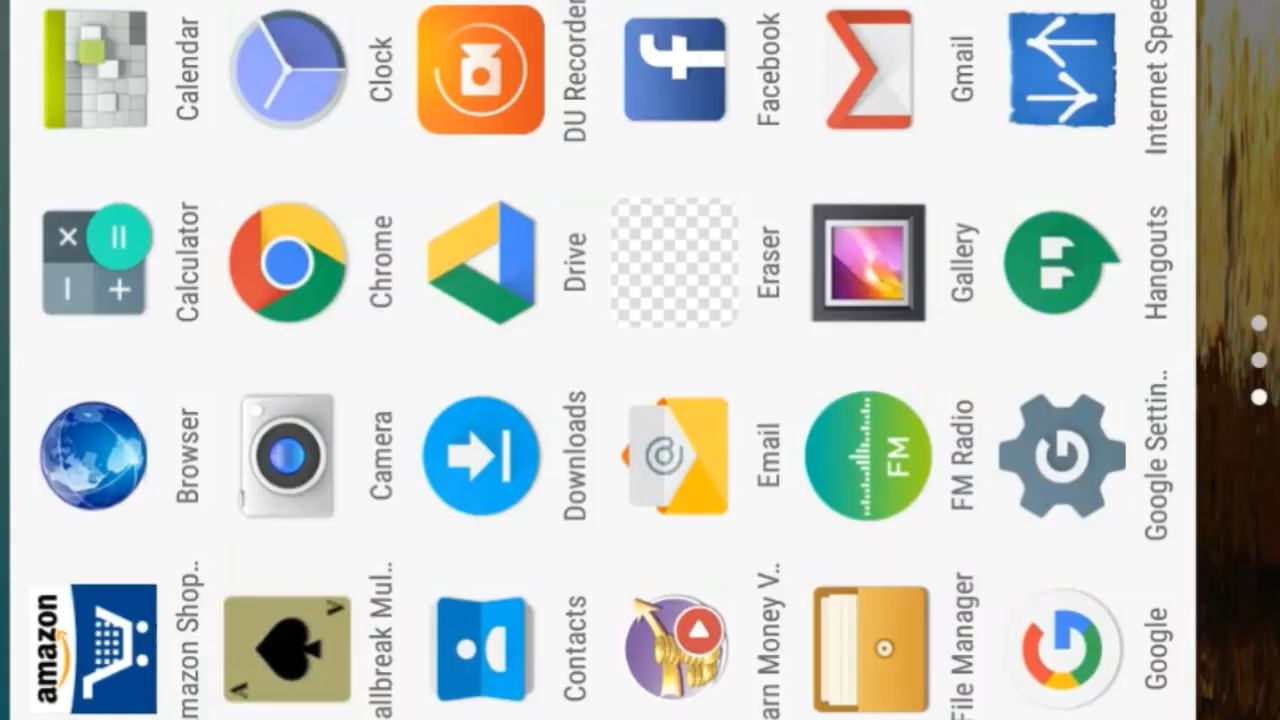 amazon
mazon Shop..
Browser
Calculator
Calendar
A
A
allbreak Mul..
Camera
Chrome
Clock
Contacts
Downloads
Drive
DU Recorder
arn Money V..
@
Email
Eraser
f
Facebook
File Manager
FM
FM Radio
Gallery
Gmail
G
Google
G
Google Settin..
Hangouts
Internet Spee